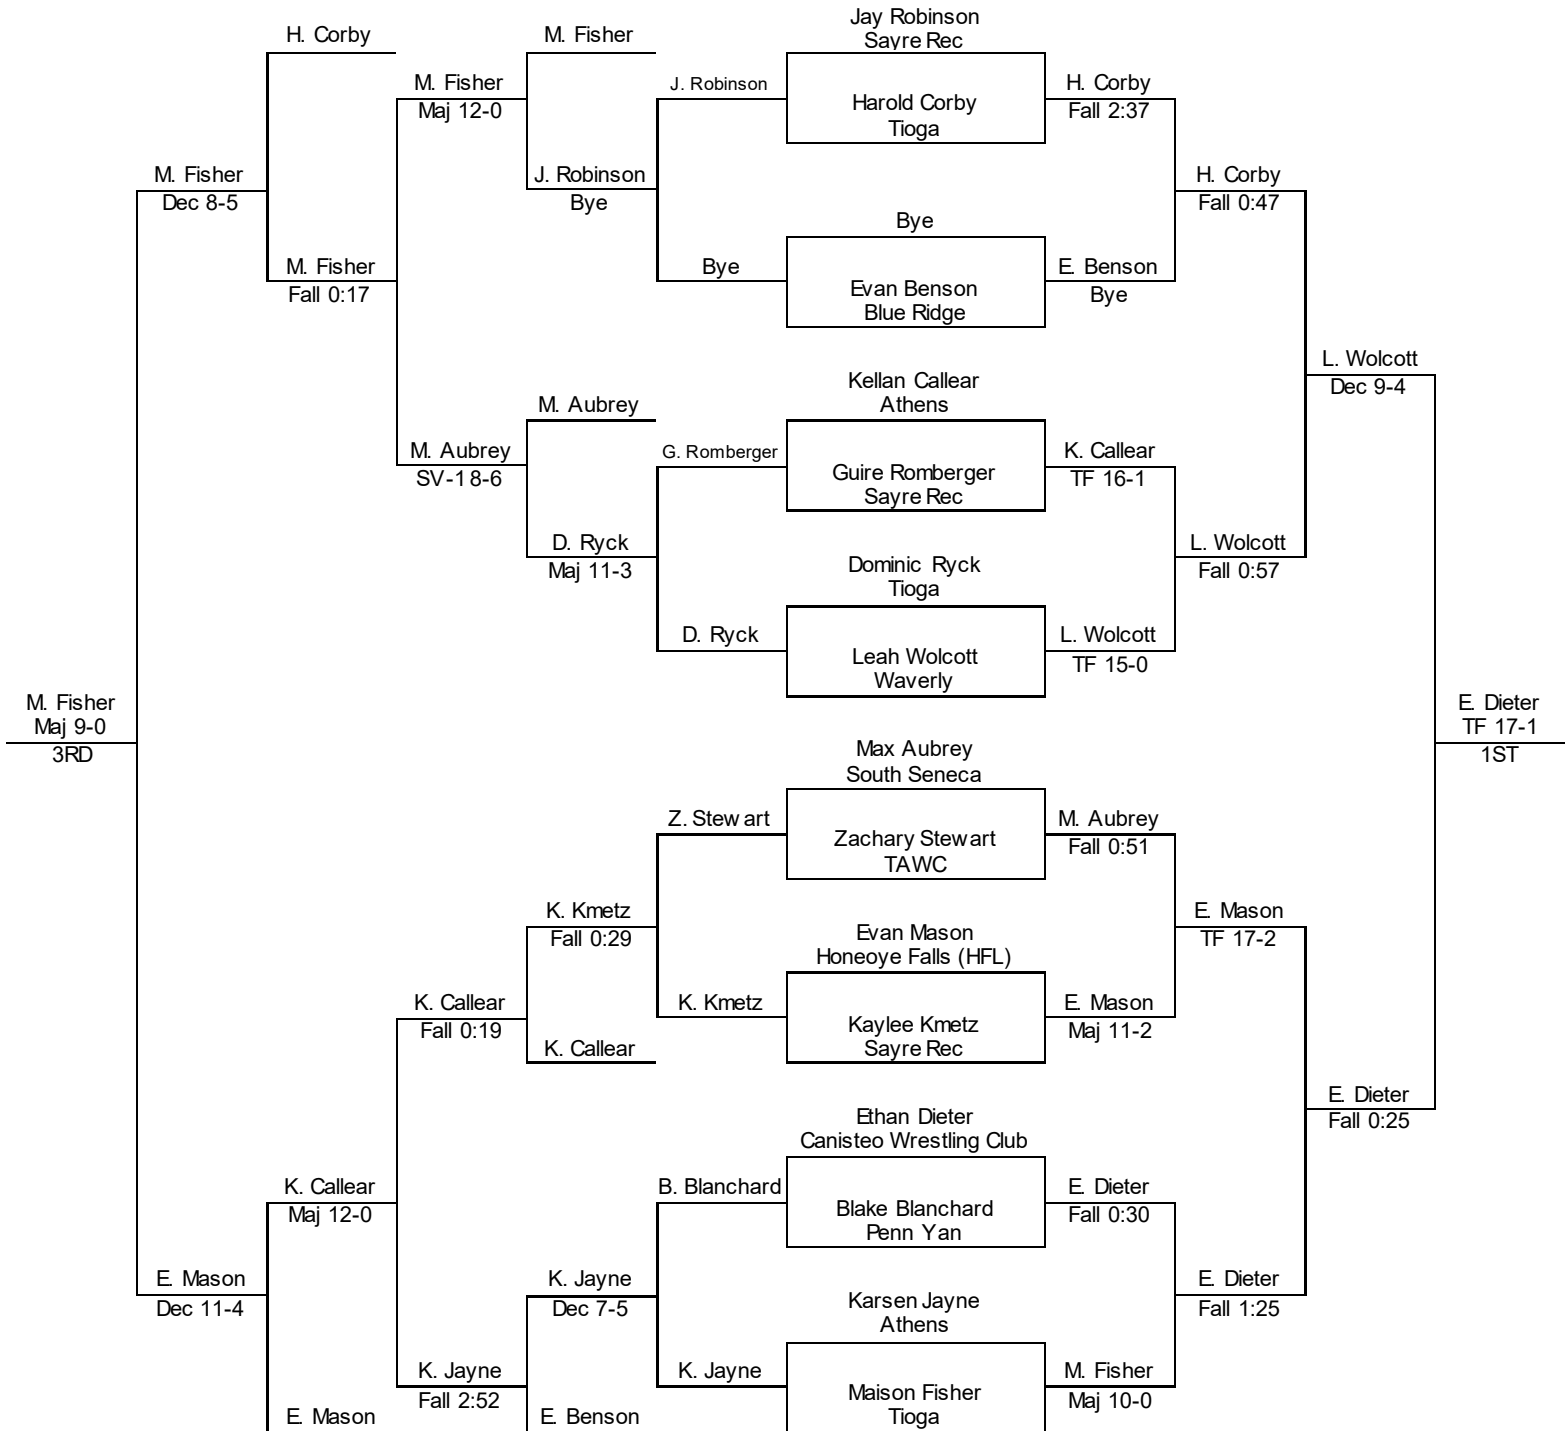 Jay Robinson
H. Corby
M. Fisher
Sayre Rec
M. Fisher
J. Robinson
H. Corby
Maj 12-0
Harold Corby
Fall 2:37
Tioga
M. Fisher
J. Robinson
H. Corby
Dec 8-5
Bye
Fall 0:47
Bye
M. Fisher
Bye
E. Benson
Fall 0:17
Evan Benson
Bye
Blue Ridge
L. Wolcott
Kellan Callear
Dec 9-4
M. Aubrey
Athens
M. Aubrey
G. Romberger
K. Callear
SV-1 8-6
Guire Romberger
TF 16-1
Sayre Rec
D. Ryck
L. Wolcott
Maj 11-3
Dominic Ryck
Fall 0:57
Tioga
D. Ryck
L. Wolcott
Leah Wolcott
TF 15-0
Waverly
M. Fisher
E. Dieter
Maj 9-0
TF 17-1
3RD
Max Aubrey
1ST
South Seneca
Z. Stewart
M. Aubrey
Zachary Stewart
Fall 0:51
TAWC
K. Kmetz
E. Mason
Fall 0:29
Evan Mason
TF 17-2
Honeoye Falls (HFL)
K. Callear
K. Kmetz
E. Mason
Fall 0:19
Kaylee Kmetz
Maj 11-2
K. Callear
Sayre Rec
E. Dieter
Ethan Dieter
Fall 0:25
Canisteo Wrestling Club
K. Callear
B. Blanchard
E. Dieter
Maj 12-0
Blake Blanchard
Fall 0:30
Penn Yan
E. Mason
K. Jayne
E. Dieter
Dec 11-4
Dec 7-5
Karsen Jayne
Fall 1:25
Athens
K. Jayne
K. Jayne
M. Fisher
Fall 2:52
Maison Fisher
Maj 10-0
E. Mason
E. Benson
Tioga